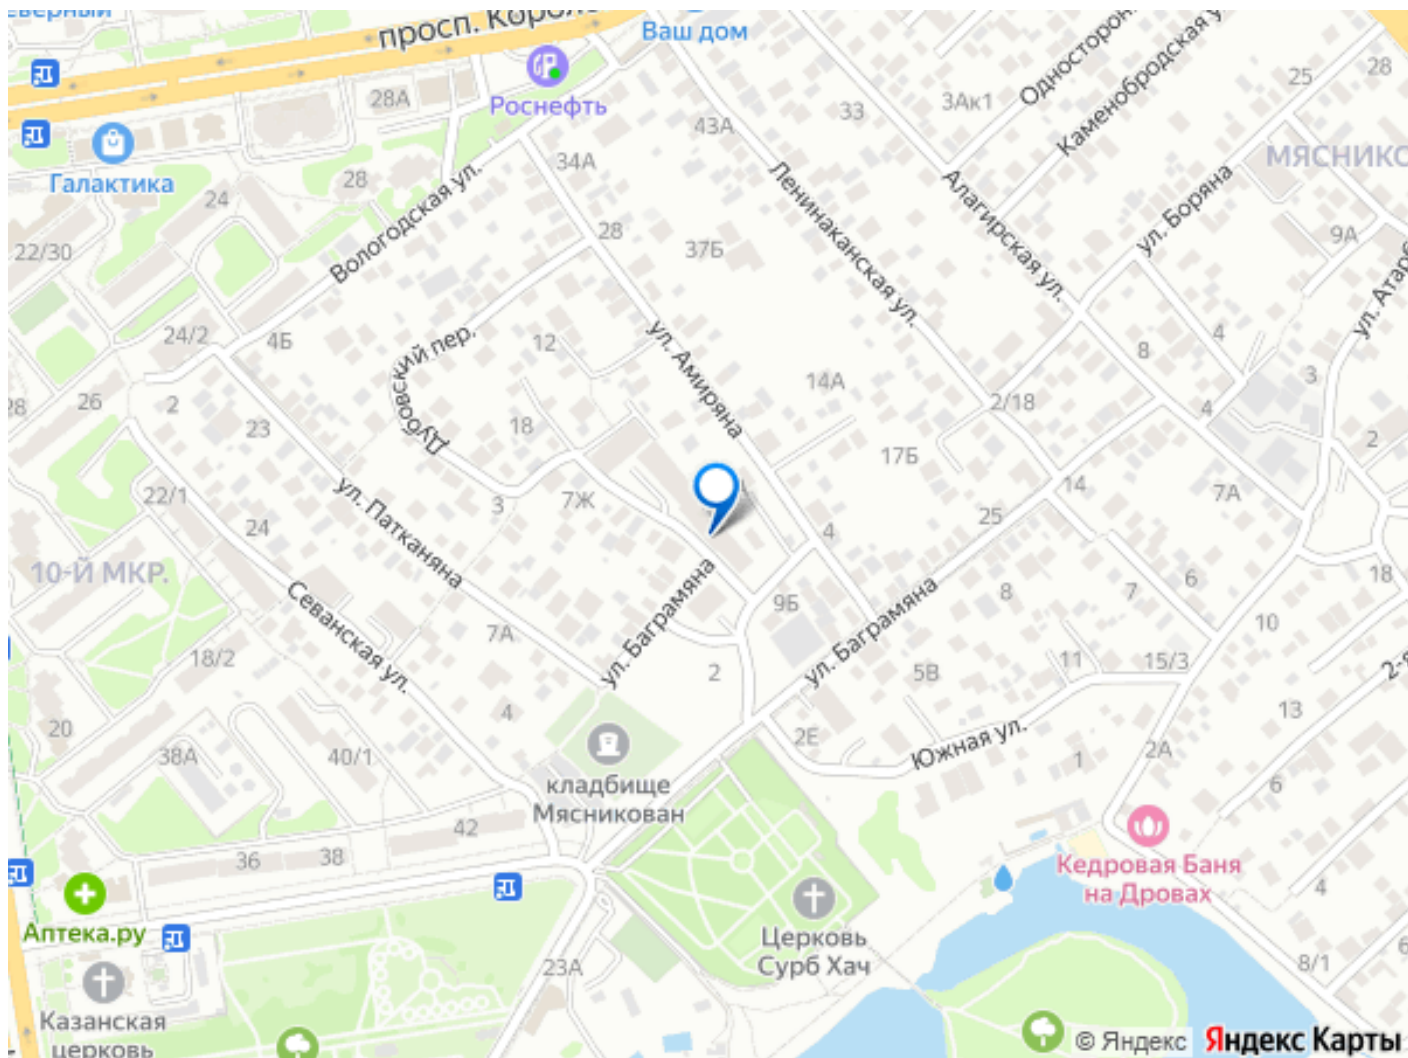 просп. Короле
Ваш дом
Роснефть
28А
Галактика
24
28
22/30
Вологодская ул.
34А
43А
33
3Ак1
Каменобродская у
25
28
МЯСНИКО
Ленинаканская ул.
Алагирская ул.
ул. Боряна
9А
28
37Б
24/2
4Б
Дубовский пер.
12
ул. Амиряна
14А
2/18
8
4
3
4
2
26
2
23
18
17Б
22/1
24
ул. Патканяна
3
7Ж
4
25
14
7А
10-Й МКР.
Севанская ул.
7А
ул. Баграмяна
9Б
ул. Баграмяна
8
7
6
18
10
18/2
4
2
5В
11
15/3
20
38А
40/1
кладбище
Мясникован
2Е
Южная ул.
1
2А
13
6
42
36
38
Кедровая Баня
на Дровах
4
Аптека.ру
Церковь
Сурб Хач
23А
8/1
Казанская
церковь
© Яндекс
Яндекс Карты